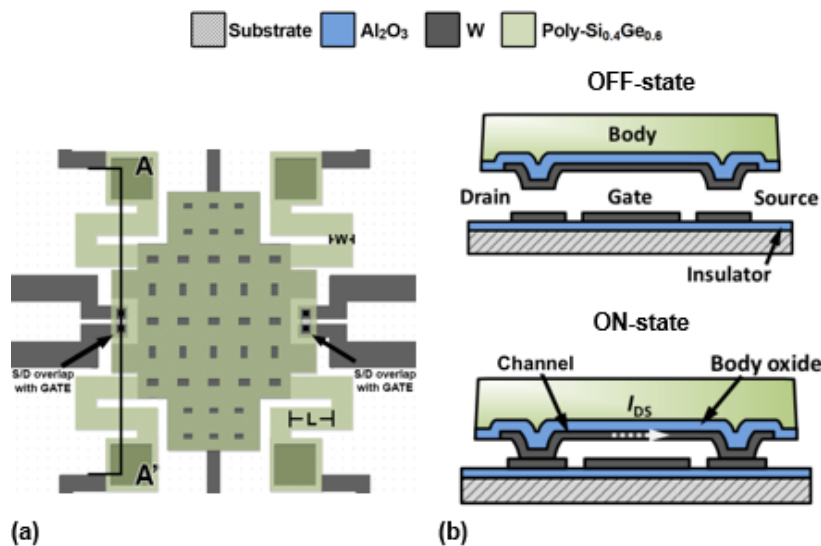 Substrate Al₂O₃ W Poly-Si₀.₄Ge₀.₆
OFF-state
Body
Drain Gate Source
Insulator
ON-state
Channel Body oxide
I_DS
A
W
S/D overlap
with GATE
S/D overlap
with GATE
L
A'
(a) (b)